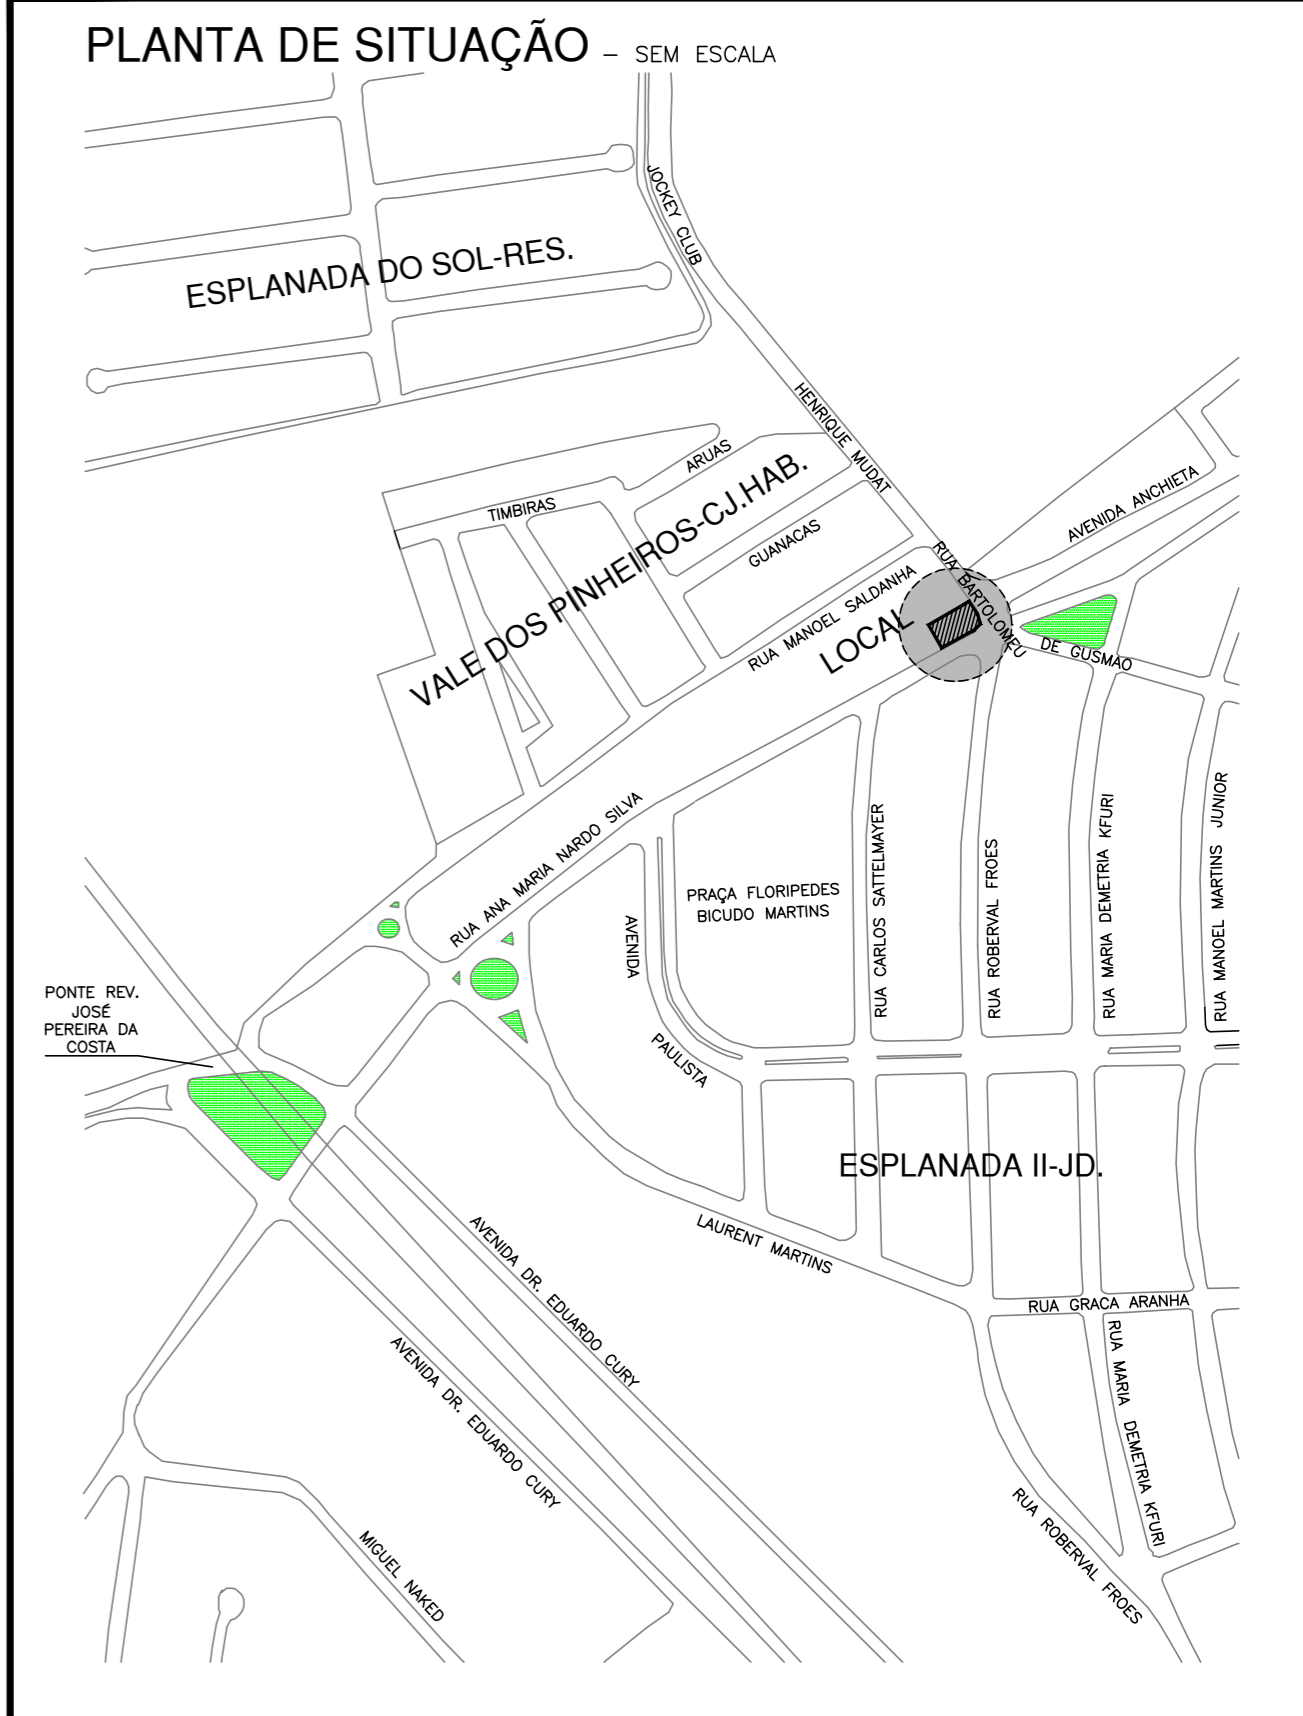 PLANTA DE SITUAÇÃO – SEM ESCALA
JOCKEY CLUB
ESPLANADA DO SOL-RES.
HENRIQUE MUDAT
ARUAS
TIMBIRAS
VALE DOS PINHEIROS-CJ.HAB.
GUANACAS
AVENIDA ANCHIETA
RUA BARTOLOMEU
DE GUSMAO
RUA MANOEL SALDANHA
LOCAL
RUA ANA MARIA NARDO SILVA
PRAÇA FLORIPEDES
BICUDO MARTINS
RUA CARLOS SATTELMAYER
RUA ROBERVAL FROES
RUA MARIA DEMETRIA KFURI
RUA MANOEL MARTINS JUNIOR
AVENIDA
PAULISTA
PONTE REV.
JOSÉ
PEREIRA DA
COSTA
ESPLANADA II-JD.
LAURENT MARTINS
AVENIDA DR. EDUARDO CURY
AVENIDA DR. EDUARDO CURY
RUA GRACA ARANHA
RUA MARIA DEMETRIA KFURI
RUA ROBERVAL FROES
MIGUEL NAKED